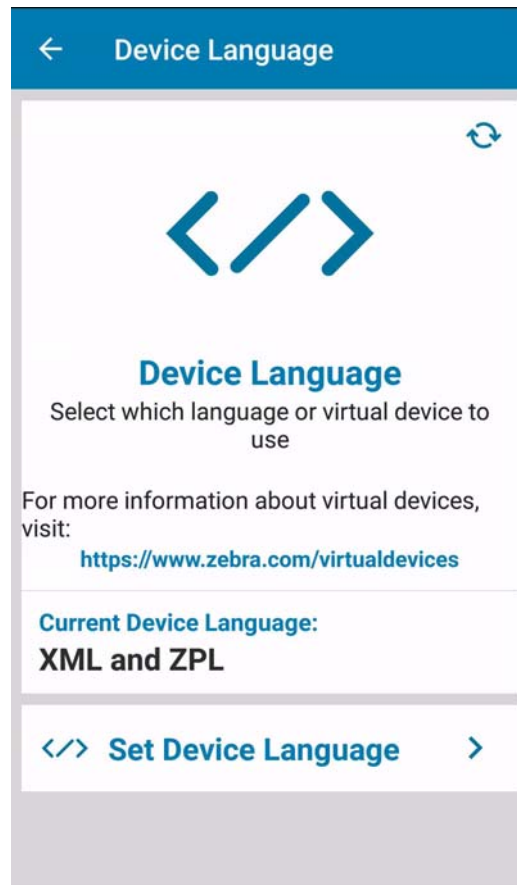 Device Language
Device Language
Select which language or virtual device to
use
For more information about virtual devices,
visit:
https://www.zebra.com/virtualdevices
Current Device Language:
XML and ZPL
Set Device Language